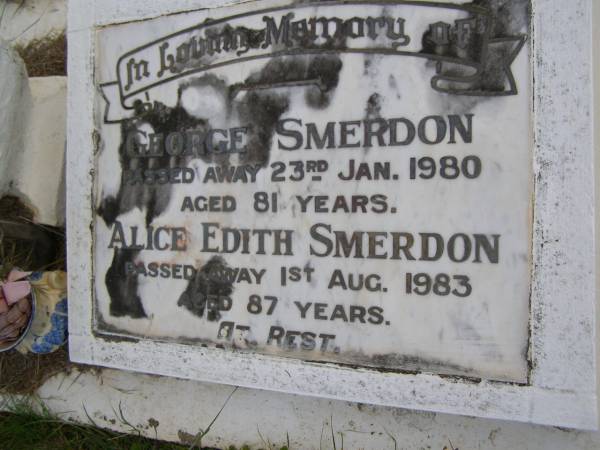 In Loving Memory of
GEORGE SMERDON
PASSED AWAY 23RD JAN. 1980
AGED 81 YEARS.
ALICE EDITH SMERDON
PASSED AWAY 1ST AUG. 1983
AGED 87 YEARS.
AT REST.